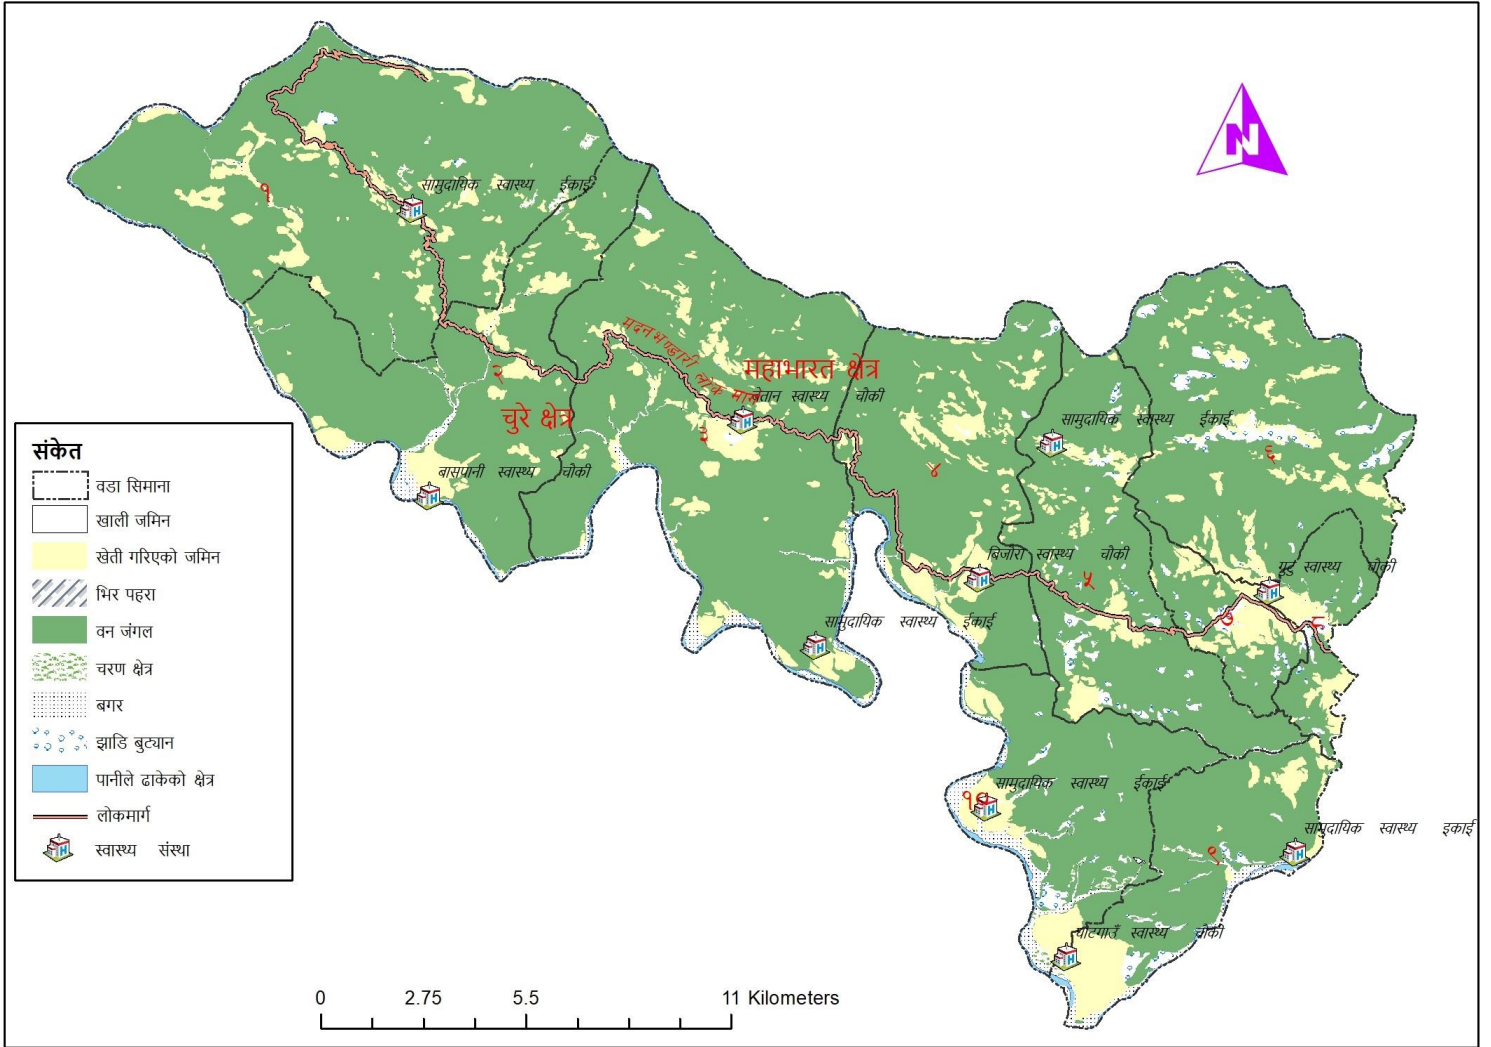 N
सामुदायिक स्वास्थ्य ईकाई
१
मदनभण्डारी लोक मार्ग
महाभारत क्षेत्र
स्वास्थ्य चोकी
२
चुरे क्षेत्र
३
सामुदायिक स्वास्थ्य ईकाई
६
४
बासपानी स्वास्थ्य चोकी
बिजोरा स्वास्थ्य चोकी
५
स्वास्थ्य चोकी
सामुदायिक स्वास्थ्य ईकाई
७
८
सामुदायिक स्वास्थ्य ईकाई
१०
सामुदायिक स्वास्थ्य इकाई
९
स्वास्थ्य चोकी
संकेत
वडा सिमाना
खाली जमिन
खेती गरिएको जमिन
भिर पहरा
वन जंगल
चरण क्षेत्र
बगर
झाडि बुट्यान
पानीले ढाकेको क्षेत्र
लोकमार्ग
स्वास्थ्य संस्था
0 2.75 5.5 11 Kilometers